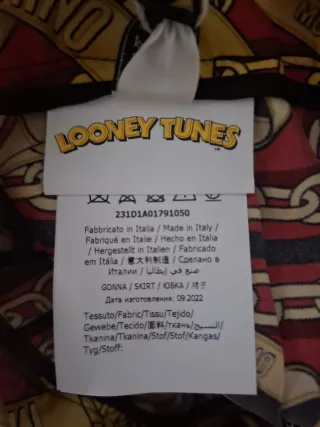 LOONEY TUNES
TM
231D1A01791050
Fabbricato in Italia / Made in Italy /
Fabriqué en Italie / Hecho en Italia
/ Hergestellt in Italien / Fabricado
em Itália / 意大利制造 / Сделано в
Италии / صنع في إيطاليا /
GONNA / SKIRT / ЮБКА / 裙子
Дата изготовления: 09.2022
Tessuto/Fabric/Tissu/Tejido/
Gewebe/Tecido/面料/ткань/النسيج/
Tkanina/Tkanina/Stof/Stof/Kangas/
Tyg/Stoff: